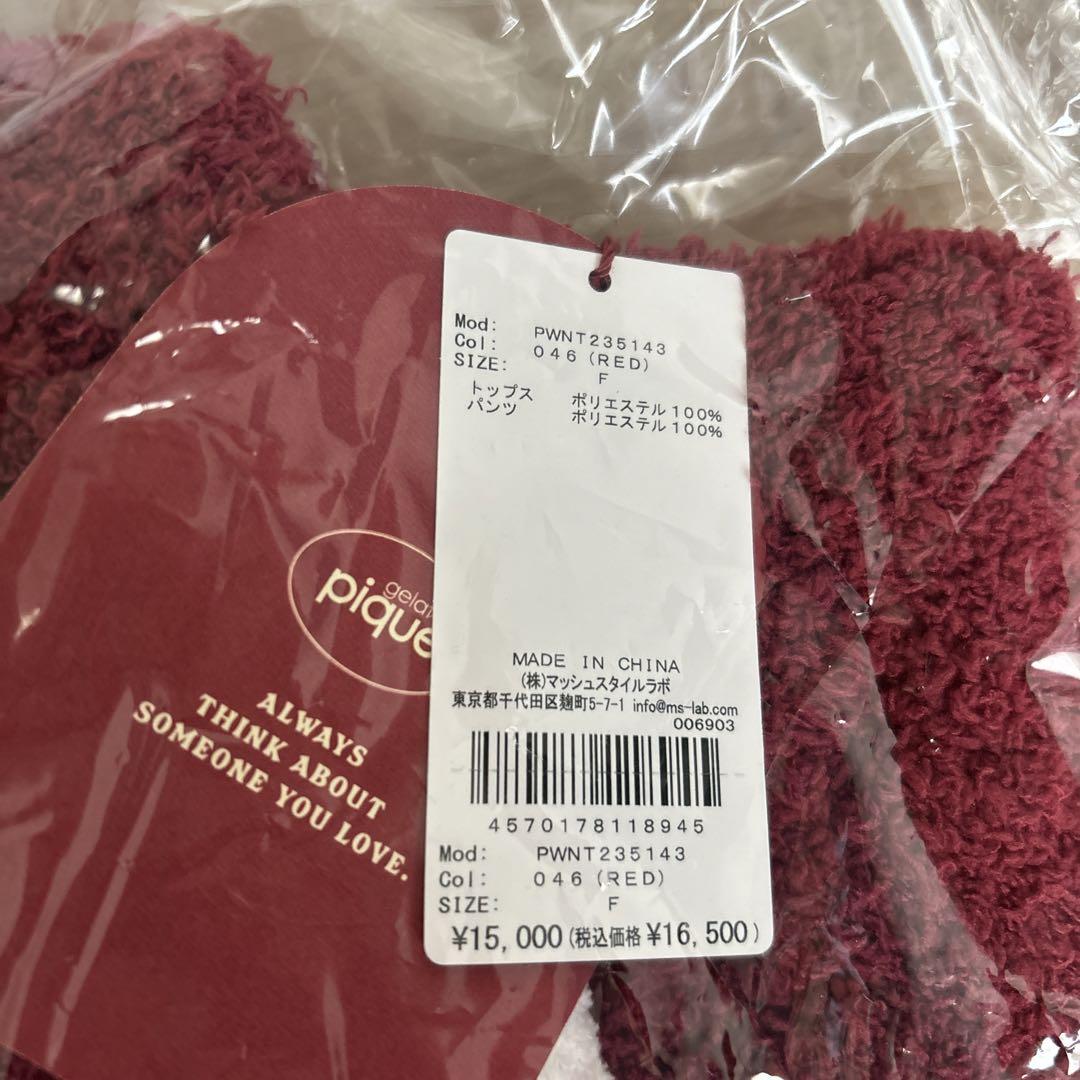 Mod: PWNT235143
Col: 046 (RED)
SIZE: F
トップス ポリエステル100%
パンツ ポリエステル100%
gela
pique
ALWAYS
THINK ABOUT
SOMEONE YOU LOVE.
MADE IN CHINA
(株)マッシュスタイルラボ
東京都千代田区麹町5-7-1 info@ms-lab.com
006903
4570178118945
Mod: PWNT235143
Col: 046 (RED)
SIZE: F
¥15,000(税込価格 ¥16,500)